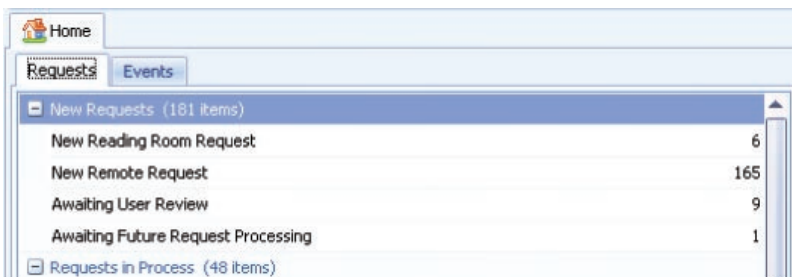 Home
Requests Events
New Requests (181 items)
New Reading Room Request 6
New Remote Request 165
Awaiting User Review 9
Awaiting Future Request Processing 1
Requests in Process (48 items)